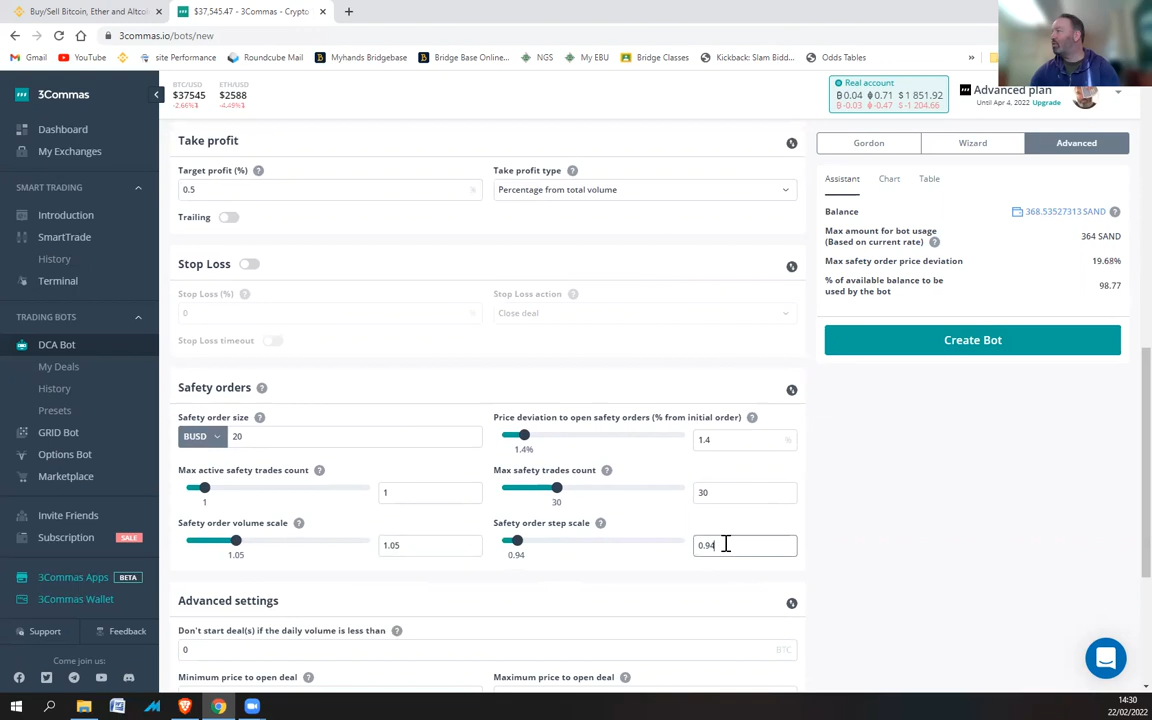 Buy/Sell Bitcoin, Ether and Altcoi
$37,545.47 - 3Commas - Crypto
3commas.io/bots/new
Gmail
YouTube
site Performance
Roundcube Mail
Myhands Bridgebase
Bridge Base Online...
NGS
My EBU
Bridge Classes
Kickback: Slam Bidd...
Odds Tables
»
3Commas
Dashboard
My Exchanges
SMART TRADING
Introduction
SmartTrade
History
Terminal
TRADING BOTS
DCA Bot
My Deals
History
Presets
GRID Bot
Options Bot
Marketplace
Invite Friends
Subscription SALE
3Commas Apps BETA
3Commas Wallet
Support
Feedback
Come join us:
BTC/USD
$37545
-2.66%
ETH/USD
$2588
-4.45%
Real account
0.04 0.71 $ 1 851.92
-0.03 -0.47 $ -1 204.66
Advanced plan
Until Apr 4, 2022 Upgrade
Take profit
Target profit (%) ?
0.5 %
Take profit type ?
Percentage from total volume
Trailing
Stop Loss
Stop Loss (%) ?
0 %
Stop Loss action ?
Close deal
Stop Loss timeout
Safety orders ?
Safety order size ?
BUSD 20
Price deviation to open safety orders (% from initial order) ?
1.4%
1.4 %
Max active safety trades count ?
1
1
Max safety trades count ?
30
30
Safety order volume scale ?
1.05
1.05
Safety order step scale ?
0.94
0.94
Advanced settings
Don't start deal(s) if the daily volume is less than ?
0 BTC
Minimum price to open deal ?
Maximum price to open deal ?
Gordon
Wizard
Advanced
Assistant
Chart
Table
Balance 368.53527313 SAND ?
Max amount for bot usage
(Based on current rate) ?
364 SAND
Max safety order price deviation 19.68%
% of available balance to be
used by the bot
98.77
Create Bot
14:30
22/02/2022